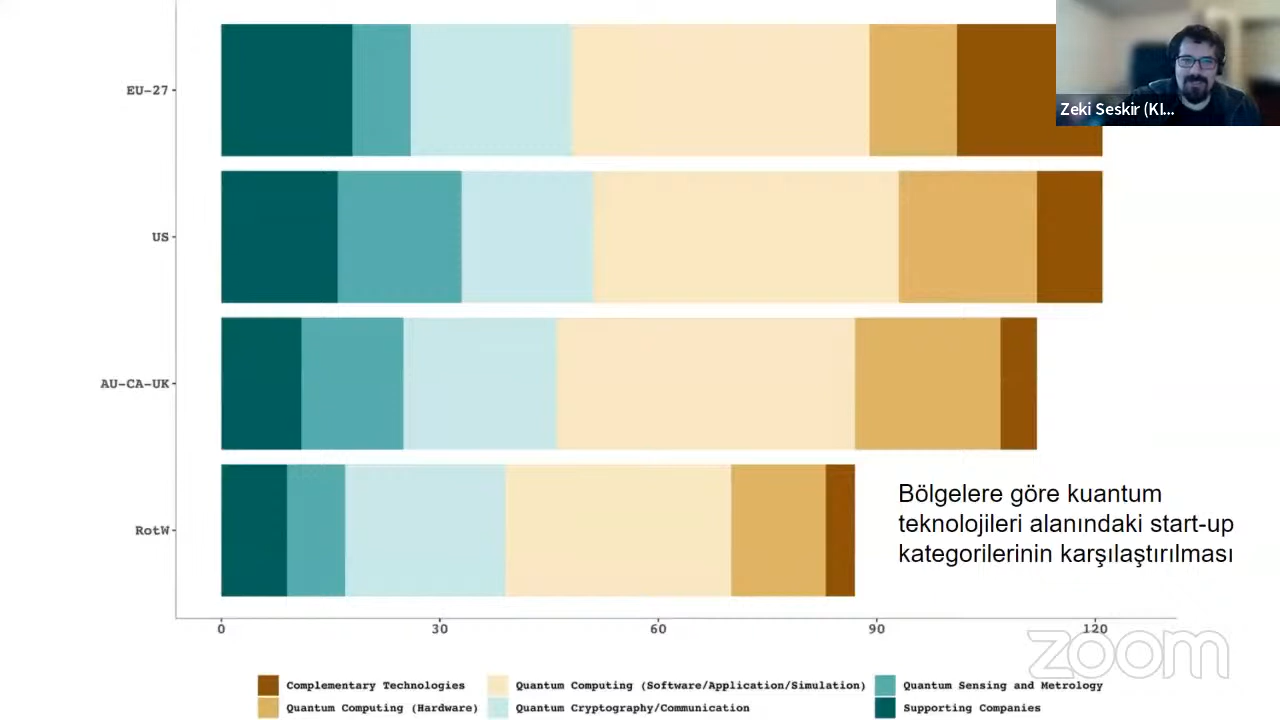 EU-27
Zeki Seskir (KI...
US
AU-CA-UK
RotW
Bölgelere göre kuantum
teknolojileri alanındaki start-up
kategorilerinin karşılaştırılması
0 30 60 90 120
zoom
Complementary Technologies
Quantum Computing (Software/Application/Simulation)
Quantum Sensing and Metrology
Quantum Computing (Hardware)
Quantum Cryptography/Communication
Supporting Companies